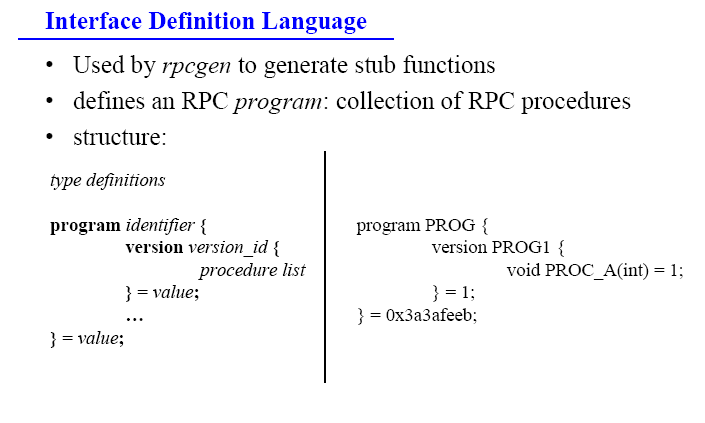 Interface Definition Language
• Used by rpcgen to generate stub functions
• defines an RPC program: collection of RPC procedures
• structure:
type definitions
program identifier {
version version_id {
procedure list
} = value;
...
} = value;
program PROG {
version PROG1 {
void PROC_A(int) = 1;
} = 1;
} = 0x3a3afeeb;